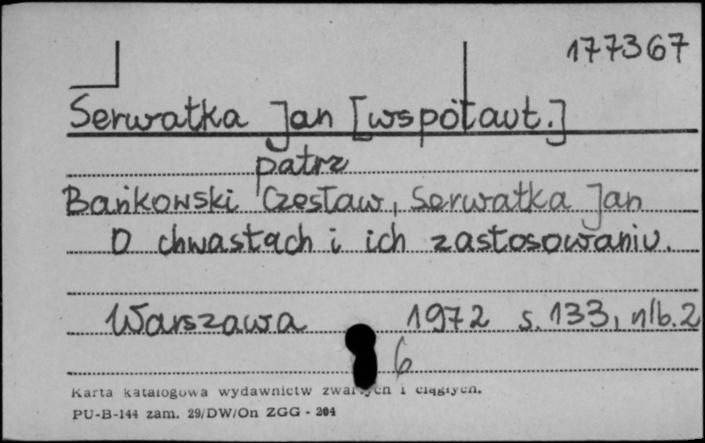 177367
Serwatka Jan [współaut.]
patrz
Bańkowski Czesław, Serwatka Jan
O chwastach i ich zastosowaniu.
Warszawa 1972 s. 133, nlb. 2
6
Karta katalogowa wydawnictw zwartych i ciągłych.
PU-B-144 zam. 29/DW/On ZGG - 204